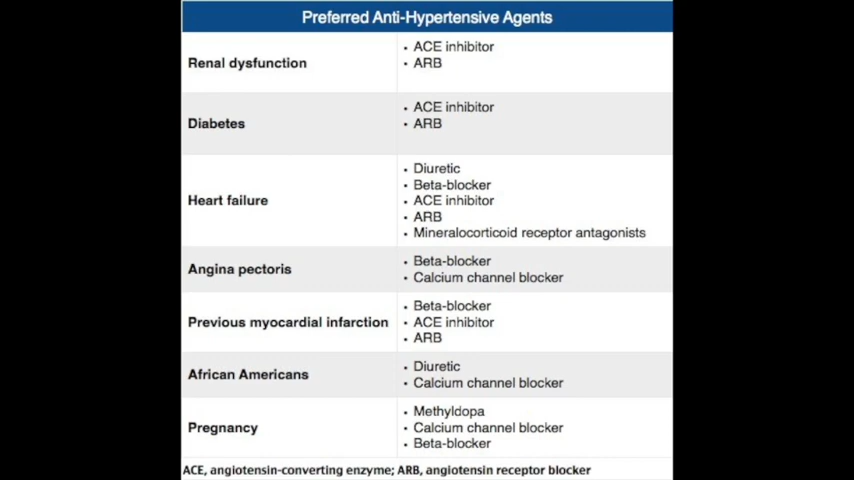 Preferred Anti-Hypertensive Agents
Renal dysfunction
• ACE inhibitor
• ARB
Diabetes
• ACE inhibitor
• ARB
Heart failure
• Diuretic
• Beta-blocker
• ACE inhibitor
• ARB
• Mineralocorticoid receptor antagonists
Angina pectoris
• Beta-blocker
• Calcium channel blocker
Previous myocardial infarction
• Beta-blocker
• ACE inhibitor
• ARB
African Americans
• Diuretic
• Calcium channel blocker
Pregnancy
• Methyldopa
• Calcium channel blocker
• Beta-blocker
ACE, angiotensin-converting enzyme; ARB, angiotensin receptor blocker